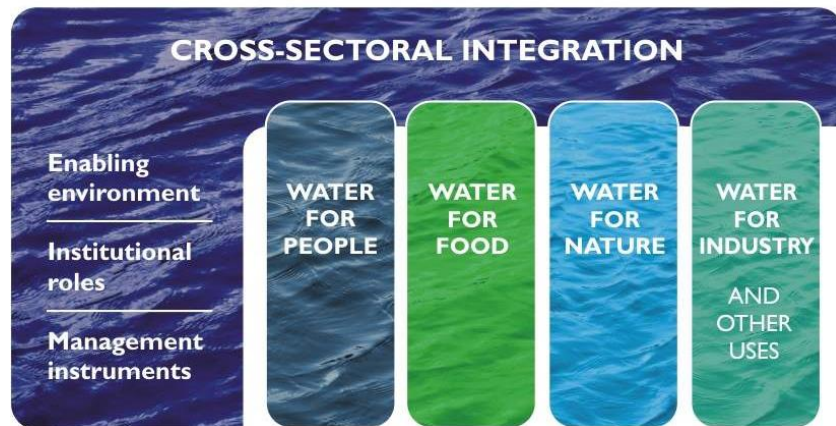 CROSS-SECTORAL INTEGRATION
Enabling
environment
Institutional
roles
Management
instruments
WATER
FOR
PEOPLE
WATER
FOR
FOOD
WATER
FOR
NATURE
WATER
FOR
INDUSTRY
AND
OTHER
USES